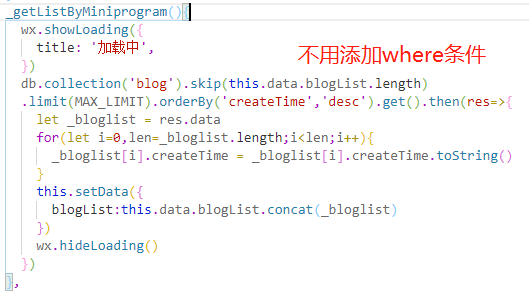 _getListByMiniprogram(){
wx.showLoading({
title: '加载中',
})
不用添加where条件
db.collection('blog').skip(this.data.blogList.length)
.limit(MAX_LIMIT).orderBy('createTime','desc').get().then(res=>{
let _bloglist = res.data
for(let i=0,len=_bloglist.length;i<len;i++){
_bloglist[i].createTime = _bloglist[i].createTime.toString()
}
this.setData({
blogList:this.data.blogList.concat(_bloglist)
})
wx.hideLoading()
})
},